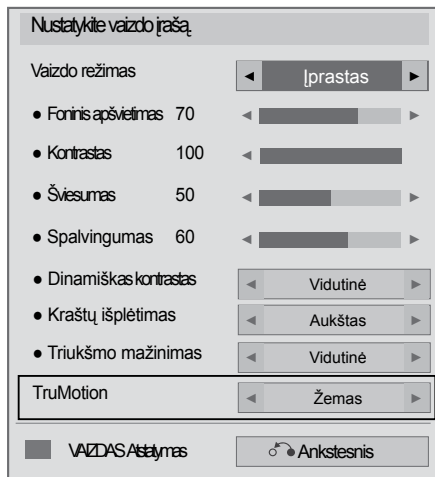 Nustatykite vaizdo įrašą.
Vaizdo režimas ◄ Įprastas ►
● Foninis apšvietimas 70 ◄ ►
● Kontrastas 100 ◄
● Šviesumas 50 ◄ ►
● Spalvingumas 60 ◄ ►
● Dinamiškas kontrastas ◄ Vidutinė ►
● Kraštų išplėtimas ◄ Aukštas ►
● Triukšmo mažinimas ◄ Vidutinė ►
TruMotion ◄ Žemas ►
VAIZDAS Atstatymas Ankstesnis